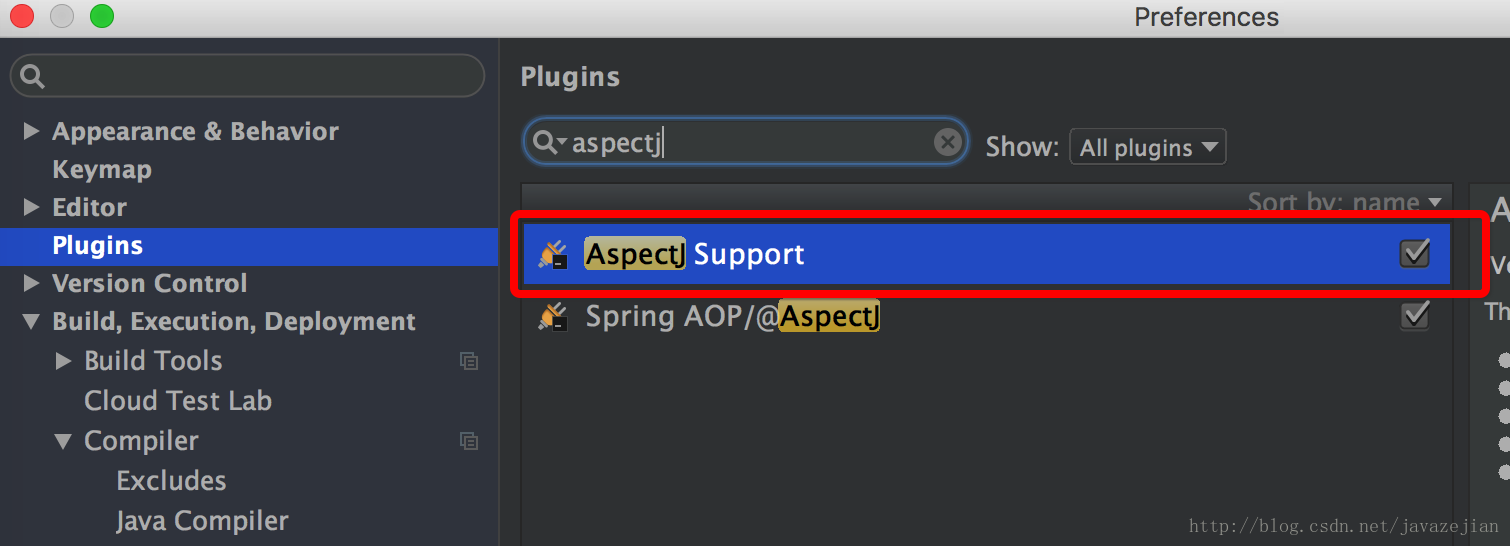 Preferences
Appearance & Behavior
Keymap
Editor
Plugins
Version Control
Build, Execution, Deployment
Build Tools
Cloud Test Lab
Compiler
Excludes
Java Compiler
Plugins
aspectj
Show: All plugins
Sort by: name
AspectJ Support
Spring AOP/@AspectJ
http://blog.csdn.net/javazejian